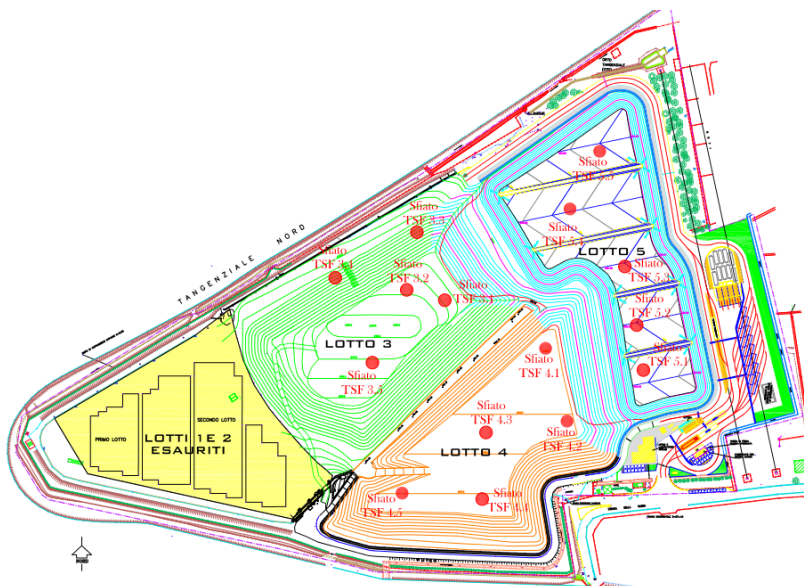 TANGENZIALE NORD
Sfiato
TSF 5.5
Sfiato
TSF 5.4
LOTTO 5
Sfiato
TSF 5.3
Sfiato
TSF 5.2
Sfiato
TSF 5.1
Sfiato
TSF 3.3
Sfiato
TSF 3.4
Sfiato
TSF 3.2
Sfiato
TSF 3.1
LOTTO 3
Sfiato
TSF 3.5
Sfiato
TSF 4.1
Sfiato
TSF 4.3
Sfiato
TSF 4.2
LOTTO 4
Sfiato
TSF 4.5
Sfiato
TSF 4.4
PRIMO LOTTO
SECONDO LOTTO
LOTTI 1E 2
ESAURITI
NORD